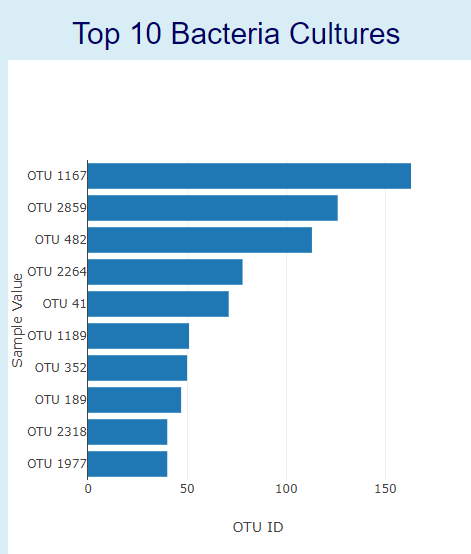 Top 10 Bacteria Cultures
OTU 1167
OTU 2859
OTU 482
OTU 2264
OTU 41
OTU 1189
OTU 352
OTU 189
OTU 2318
OTU 1977
Sample Value
0 50 100 150
OTU ID